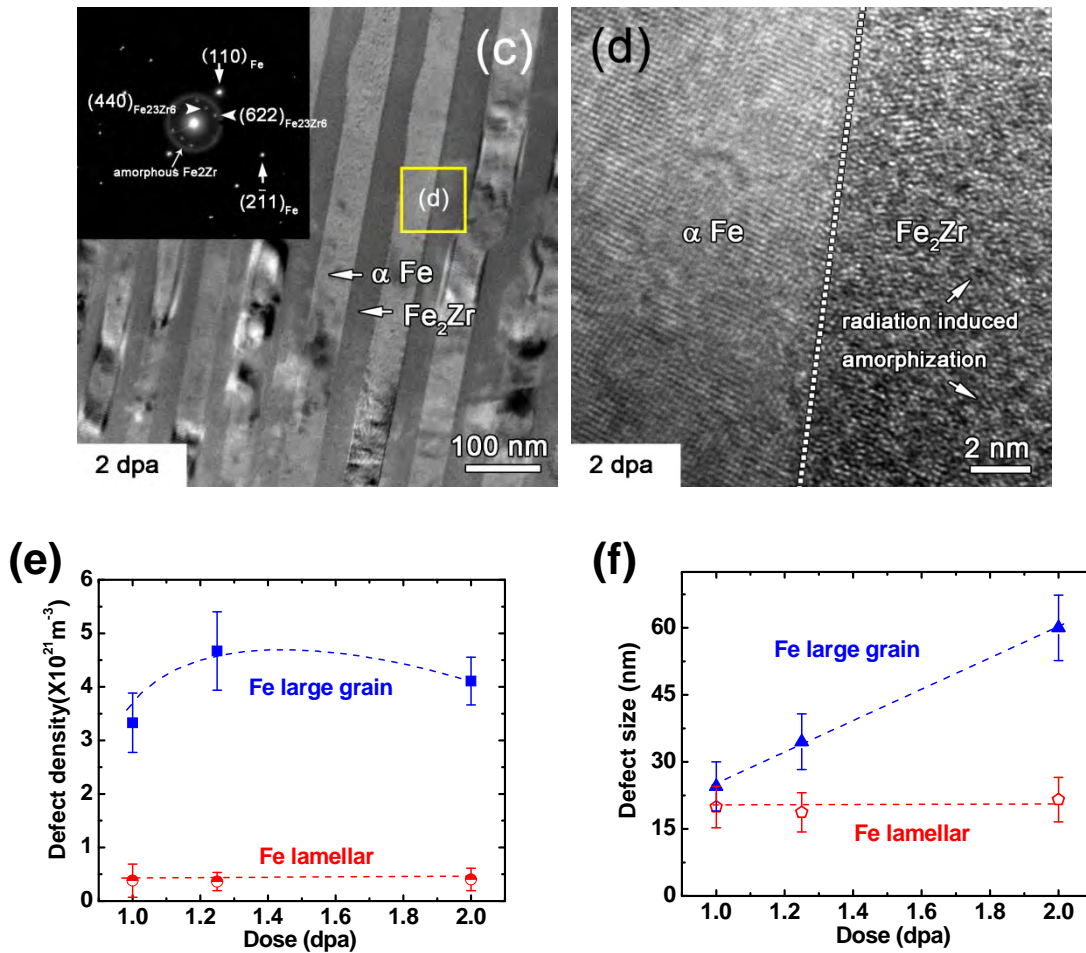 (c)
(110)Fe
(440)Fe23Zr6
(622)Fe23Zr6
amorphous Fe2Zr
(2̄11)Fe
(d)
α Fe
Fe2Zr
2 dpa
100 nm
(d)
α Fe
Fe2Zr
radiation induced
amorphization
2 dpa
2 nm
(e)
Defect density(X10²¹m⁻³)
6
5
4
3
2
1
0
Fe large grain
Fe lamellar
1.0 1.2 1.4 1.6 1.8 2.0
Dose (dpa)
(f)
Defect size (nm)
60
45
30
15
0
Fe large grain
Fe lamellar
1.0 1.2 1.4 1.6 1.8 2.0
Dose (dpa)